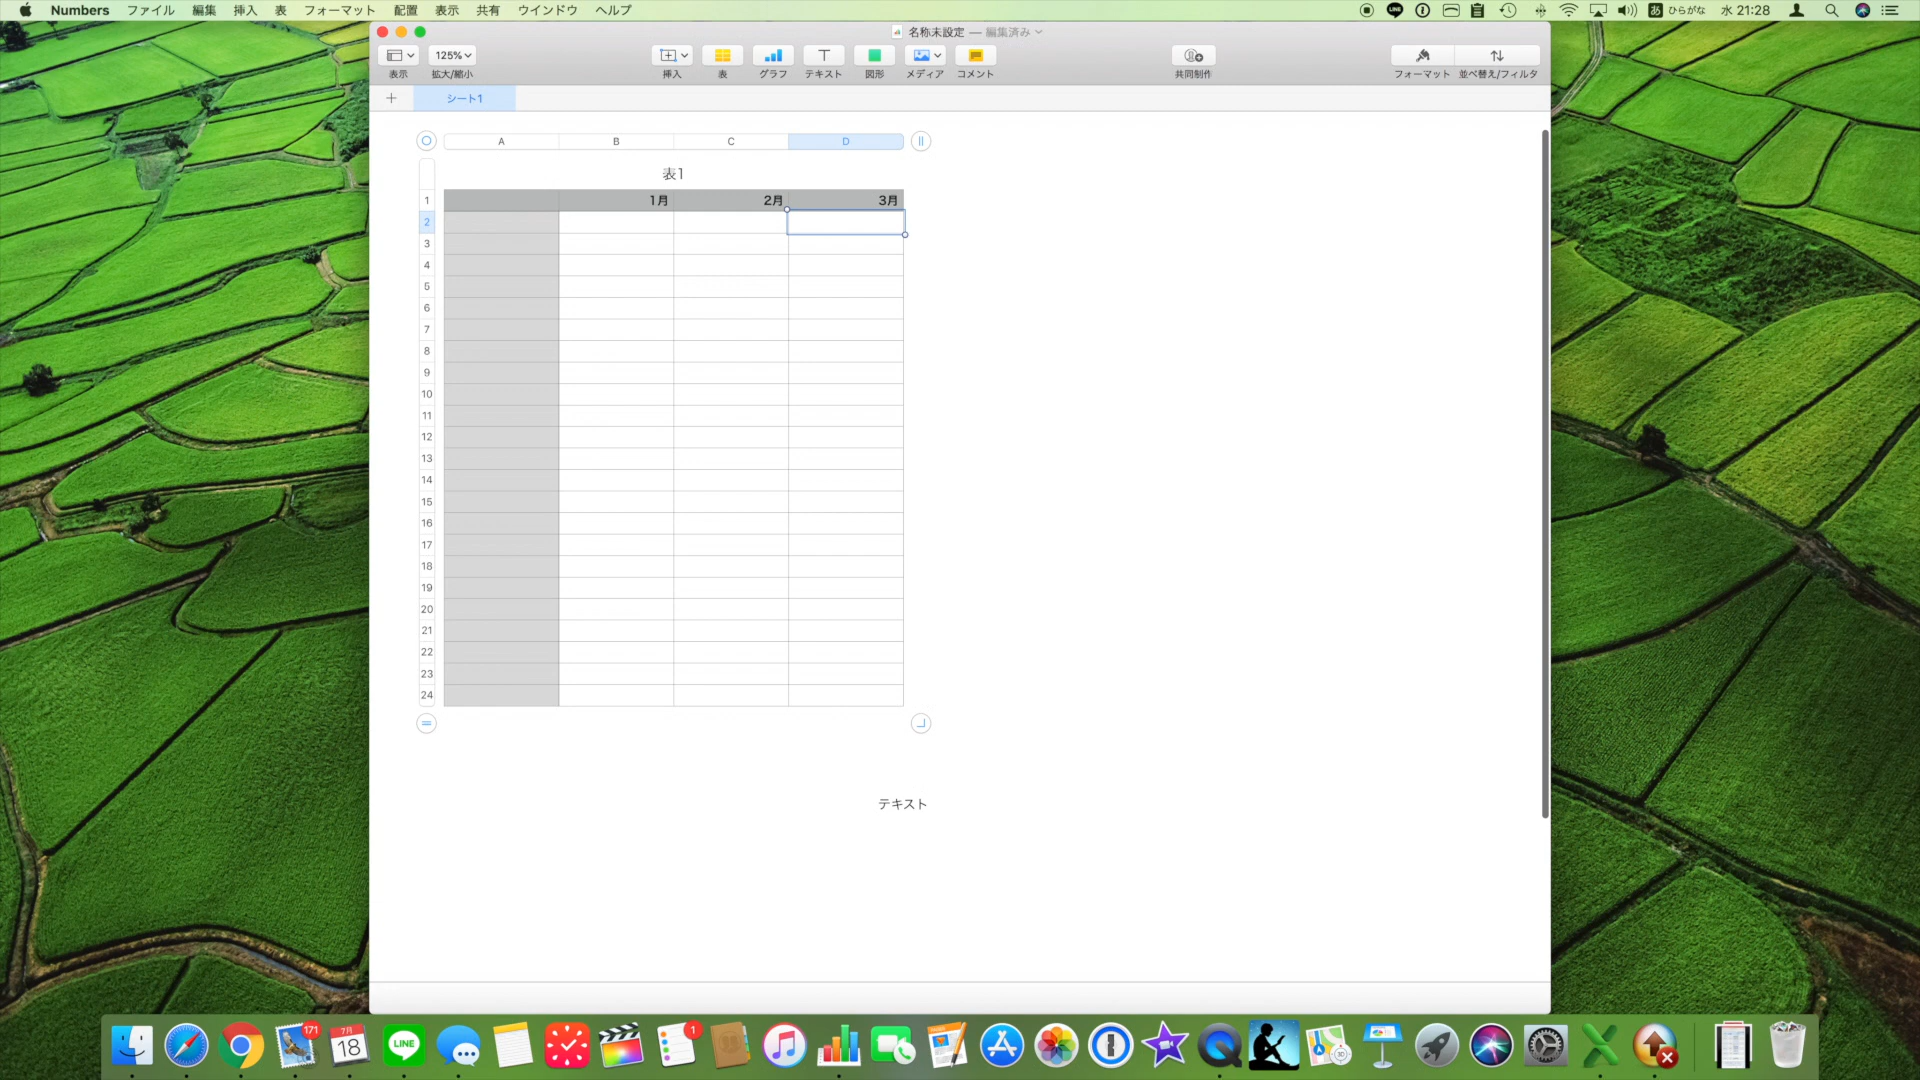 Numbers ファイル 編集 挿入 表 フォーマット 配置 表示 共有 ウインドウ ヘルプ あ ひらがな 水 21:28
名称未設定 — 編集済み
125%
表示 拡大/縮小 挿入 表 グラフ テキスト 図形 メディア コメント 共同制作 フォーマット 並べ替え/フィルタ
シート1
A B C D
表1
1 1月 2月 3月
2
3
4
5
6
7
8
9
10
11
12
13
14
15
16
17
18
19
20
21
22
23
24
テキスト
171 7月 1
18 LINE